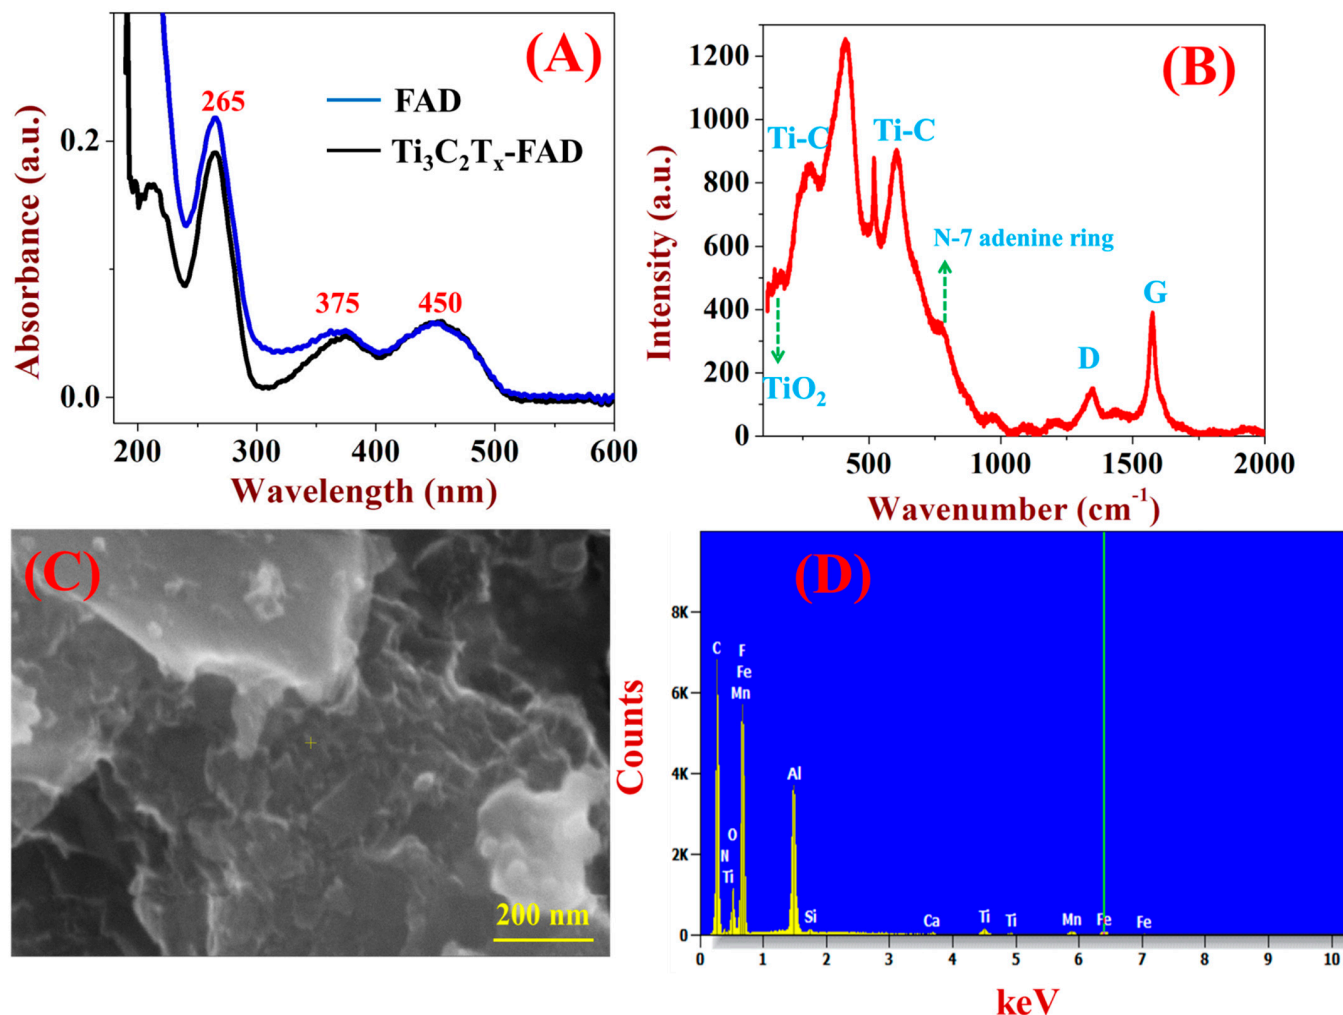 (A)
265
FAD
Ti₃C₂Tₓ-FAD
0.2
375
450
0.0
200
300
400
500
600
Absorbance (a.u.)
Wavelength (nm)
(B)
1200
1000
800
600
400
200
0
Ti-C
Ti-C
N-7 adenine ring
TiO₂
D
G
500
1000
1500
2000
Intensity (a.u.)
Wavenumber (cm⁻¹)
(C)
200 nm
(D)
8K
6K
4K
2K
0
C
F
Fe
Mn
Al
O
N
Ti
Si
Ca
Ti
Ti
Mn
Fe
Fe
0
1
2
3
4
5
6
7
8
9
10
Counts
keV